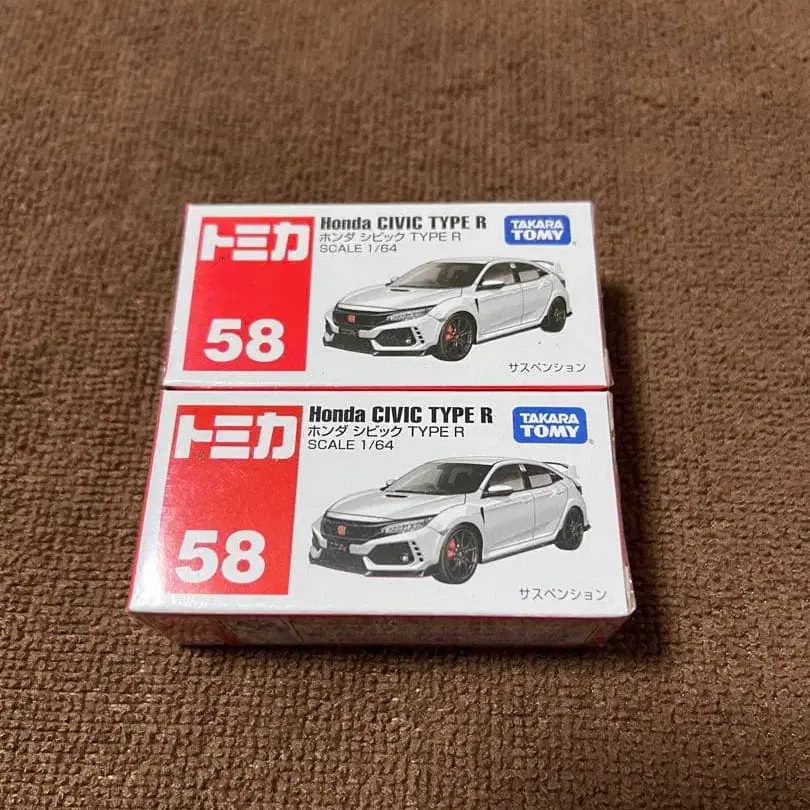 トミカ
58
Honda CIVIC TYPE R
ホンダ シビック TYPE R
SCALE 1/64
TAKARA
TOMY
サスペンション
トミカ
58
Honda CIVIC TYPE R
ホンダ シビック TYPE R
SCALE 1/64
TAKARA
TOMY
サスペンション